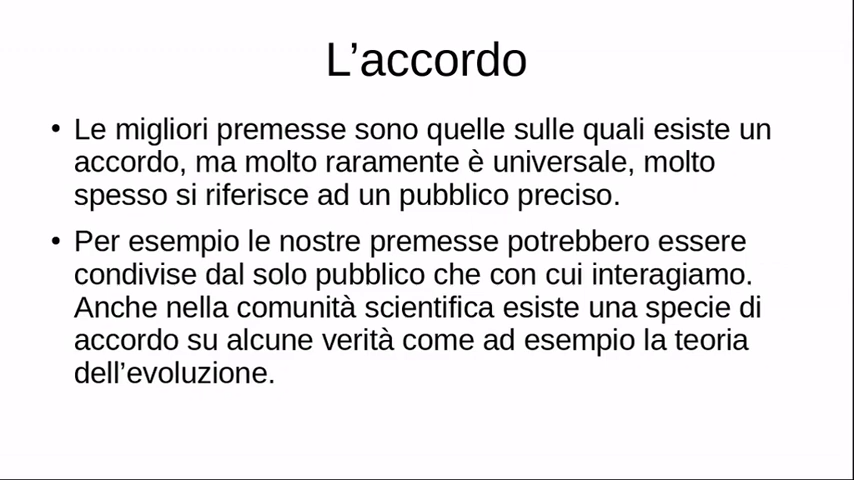 L’accordo
• Le migliori premesse sono quelle sulle quali esiste un
accordo, ma molto raramente è universale, molto
spesso si riferisce ad un pubblico preciso.
• Per esempio le nostre premesse potrebbero essere
condivise dal solo pubblico che con cui interagiamo.
Anche nella comunità scientifica esiste una specie di
accordo su alcune verità come ad esempio la teoria
dell’evoluzione.